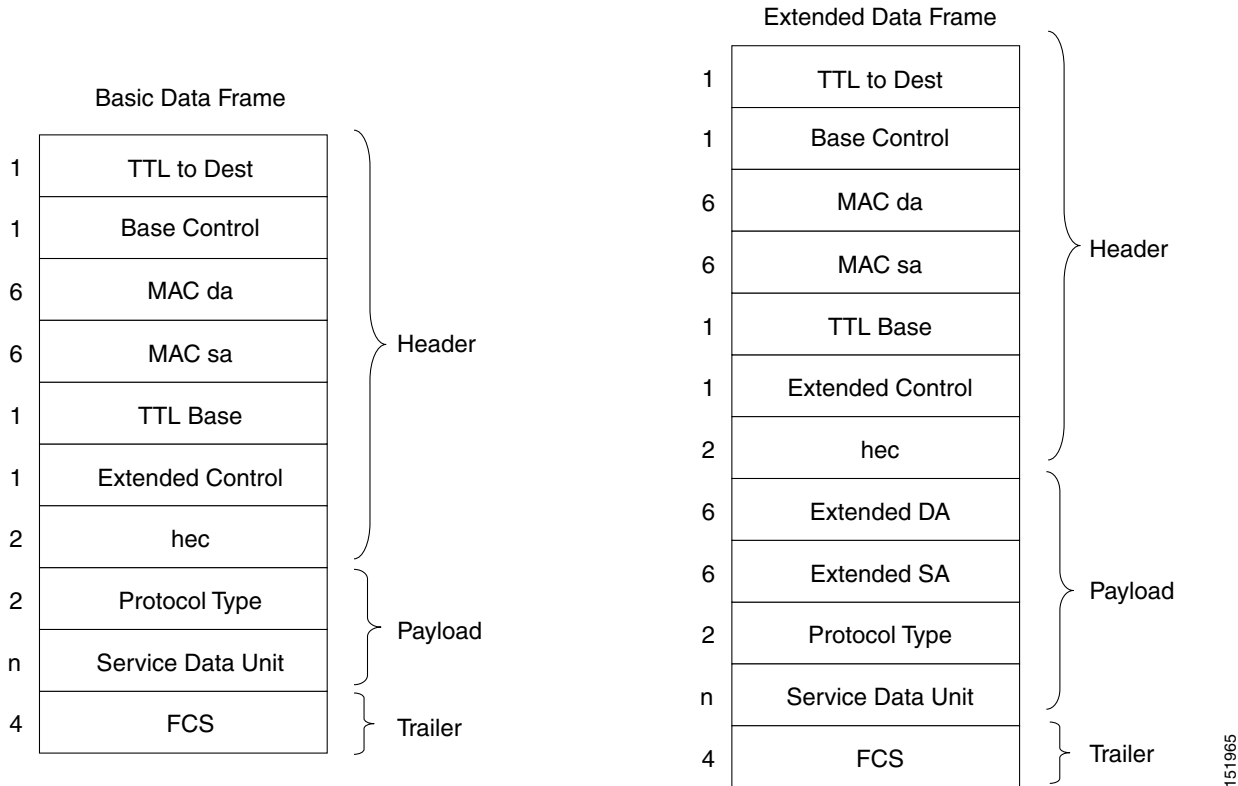 Basic Data Frame
1 TTL to Dest
1 Base Control
6 MAC da
6 MAC sa
1 TTL Base
1 Extended Control
2 hec
Header
2 Protocol Type
n Service Data Unit
Payload
4 FCS
Trailer
Extended Data Frame
1 TTL to Dest
1 Base Control
6 MAC da
6 MAC sa
1 TTL Base
1 Extended Control
2 hec
Header
6 Extended DA
6 Extended SA
2 Protocol Type
n Service Data Unit
Payload
4 FCS
Trailer
151965